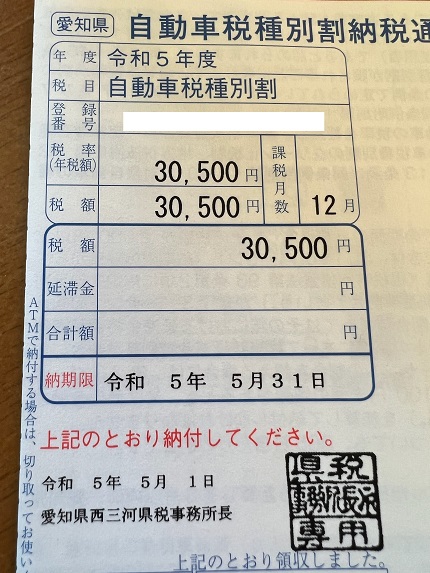 愛知県 自動車税種別割納税通
年度 令和5年度
税目 自動車税種別割
登録番号
税率(年税額) 30,500円
課税月数 12月
税額 30,500円
税額 30,500円
延滞金 円
合計額 円
納期限 令和 5年 5月31日
上記のとおり納付してください。
令和 5年 5月 1日
愛知県西三河県税事務所長
県税事務所長承専用
上記のとおり領収しました。
ATMで納付する場合は、切り取ってお使い